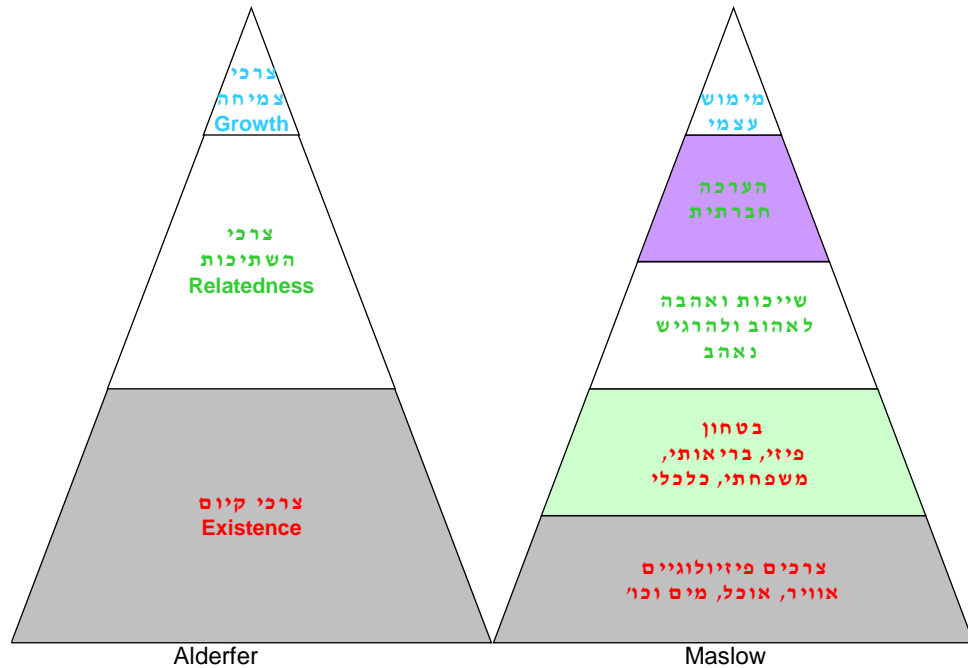 צרכי
צמיחה
Growth
צרכי
השתיכות
Relatedness
צרכי קיום
Existence
Alderfer
מימוש
עצמי
הערכה
חברתית
שייכות ואהבה
לאהוב ולהרגיש
נאהב
בטחון
פיזי, בריאותי,
משפחתי, כלכלי
צרכים פיזיולוגיים
אוויר, אוכל, מים וכו'
Maslow